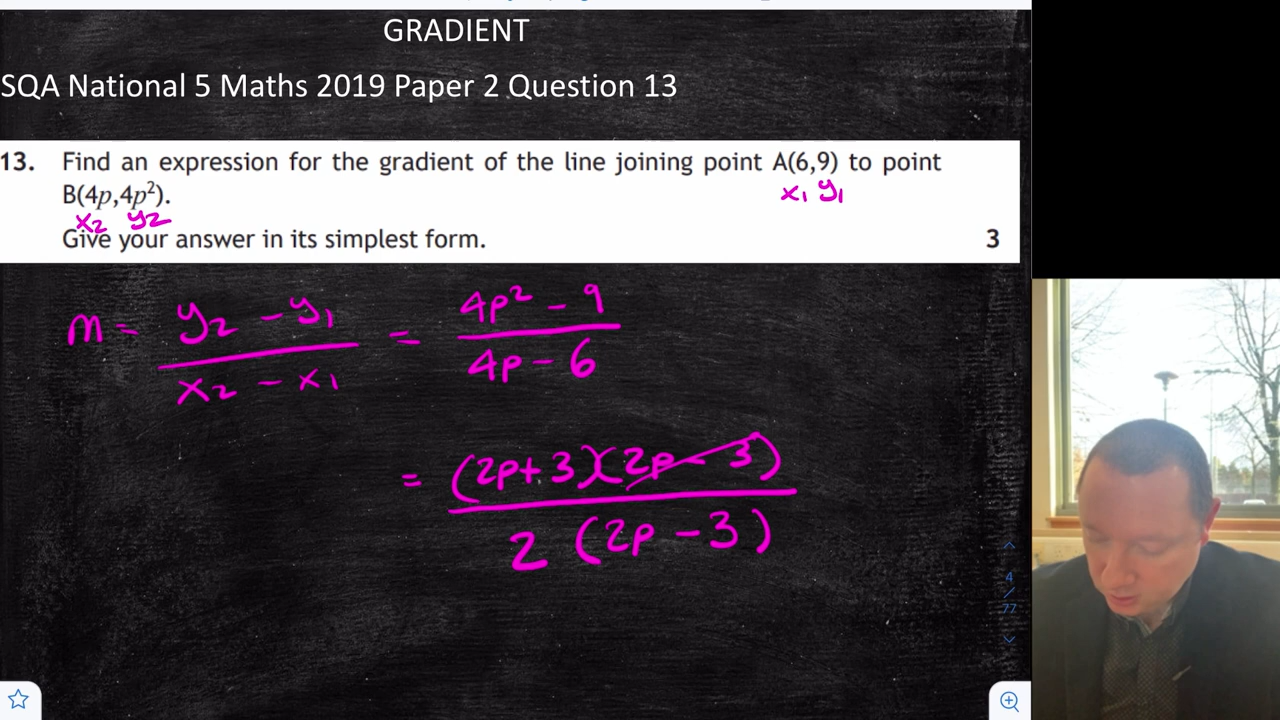 GRADIENT
SQA National 5 Maths 2019 Paper 2 Question 13
13. Find an expression for the gradient of the line joining point A(6,9) to point
x₁ y₁
B(4p,4p²).
x₂ y₂
Give your answer in its simplest form. 3
m = (y₂ - y₁)/(x₂ - x₁) = (4p² - 9)/(4p - 6)
= (2p+3)(2p-3)/2(2p-3)
4
/
77